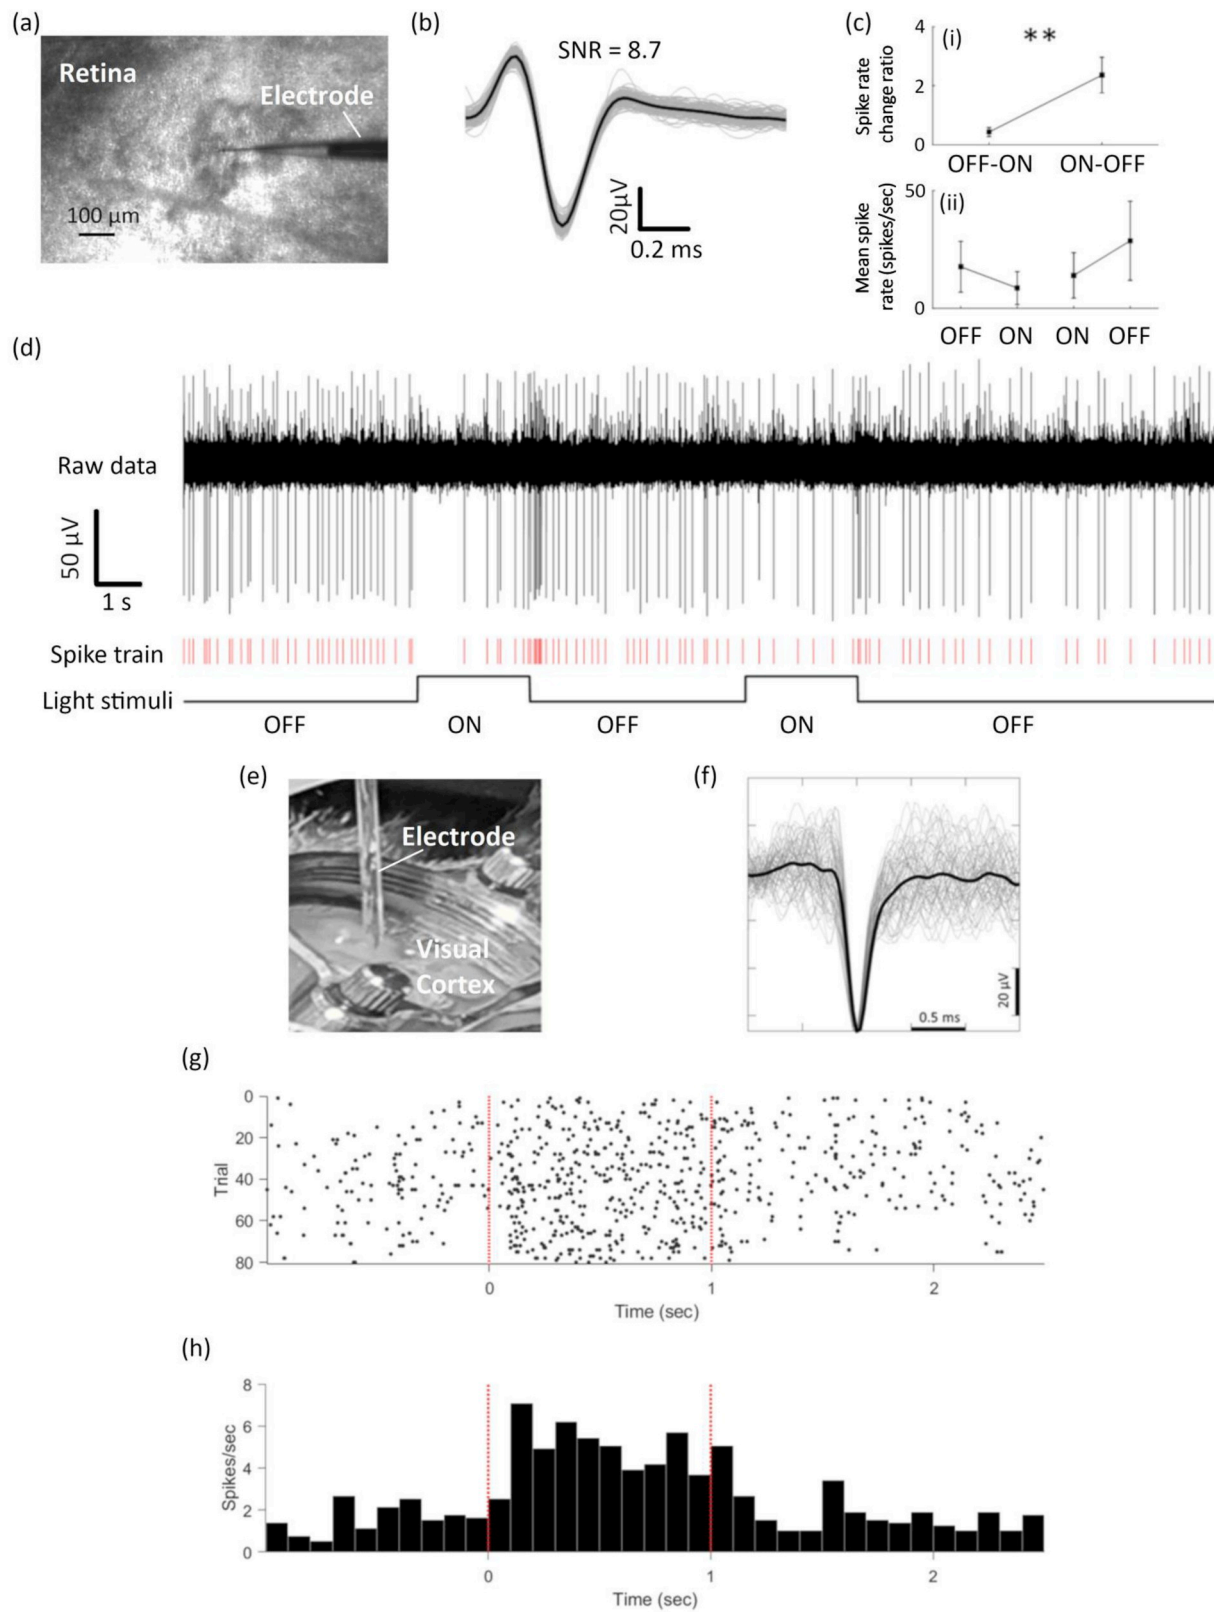 (a)
Retina
Electrode
100 µm
(b)
SNR = 8.7
20µV
0.2 ms
(c)
(i)
**
Spike rate
change ratio
4
2
0
OFF-ON
ON-OFF
(ii)
Mean spike
rate (spikes/sec)
50
0
OFF
ON
ON
OFF
(d)
Raw data
50 µV
1 s
Spike train
Light stimuli
OFF
ON
OFF
ON
OFF
(e)
Electrode
Visual
Cortex
(f)
20 µV
0.5 ms
(g)
Trial
0
20
40
60
80
0
1
2
Time (sec)
(h)
Spikes/sec
8
6
4
2
0
0
1
2
Time (sec)